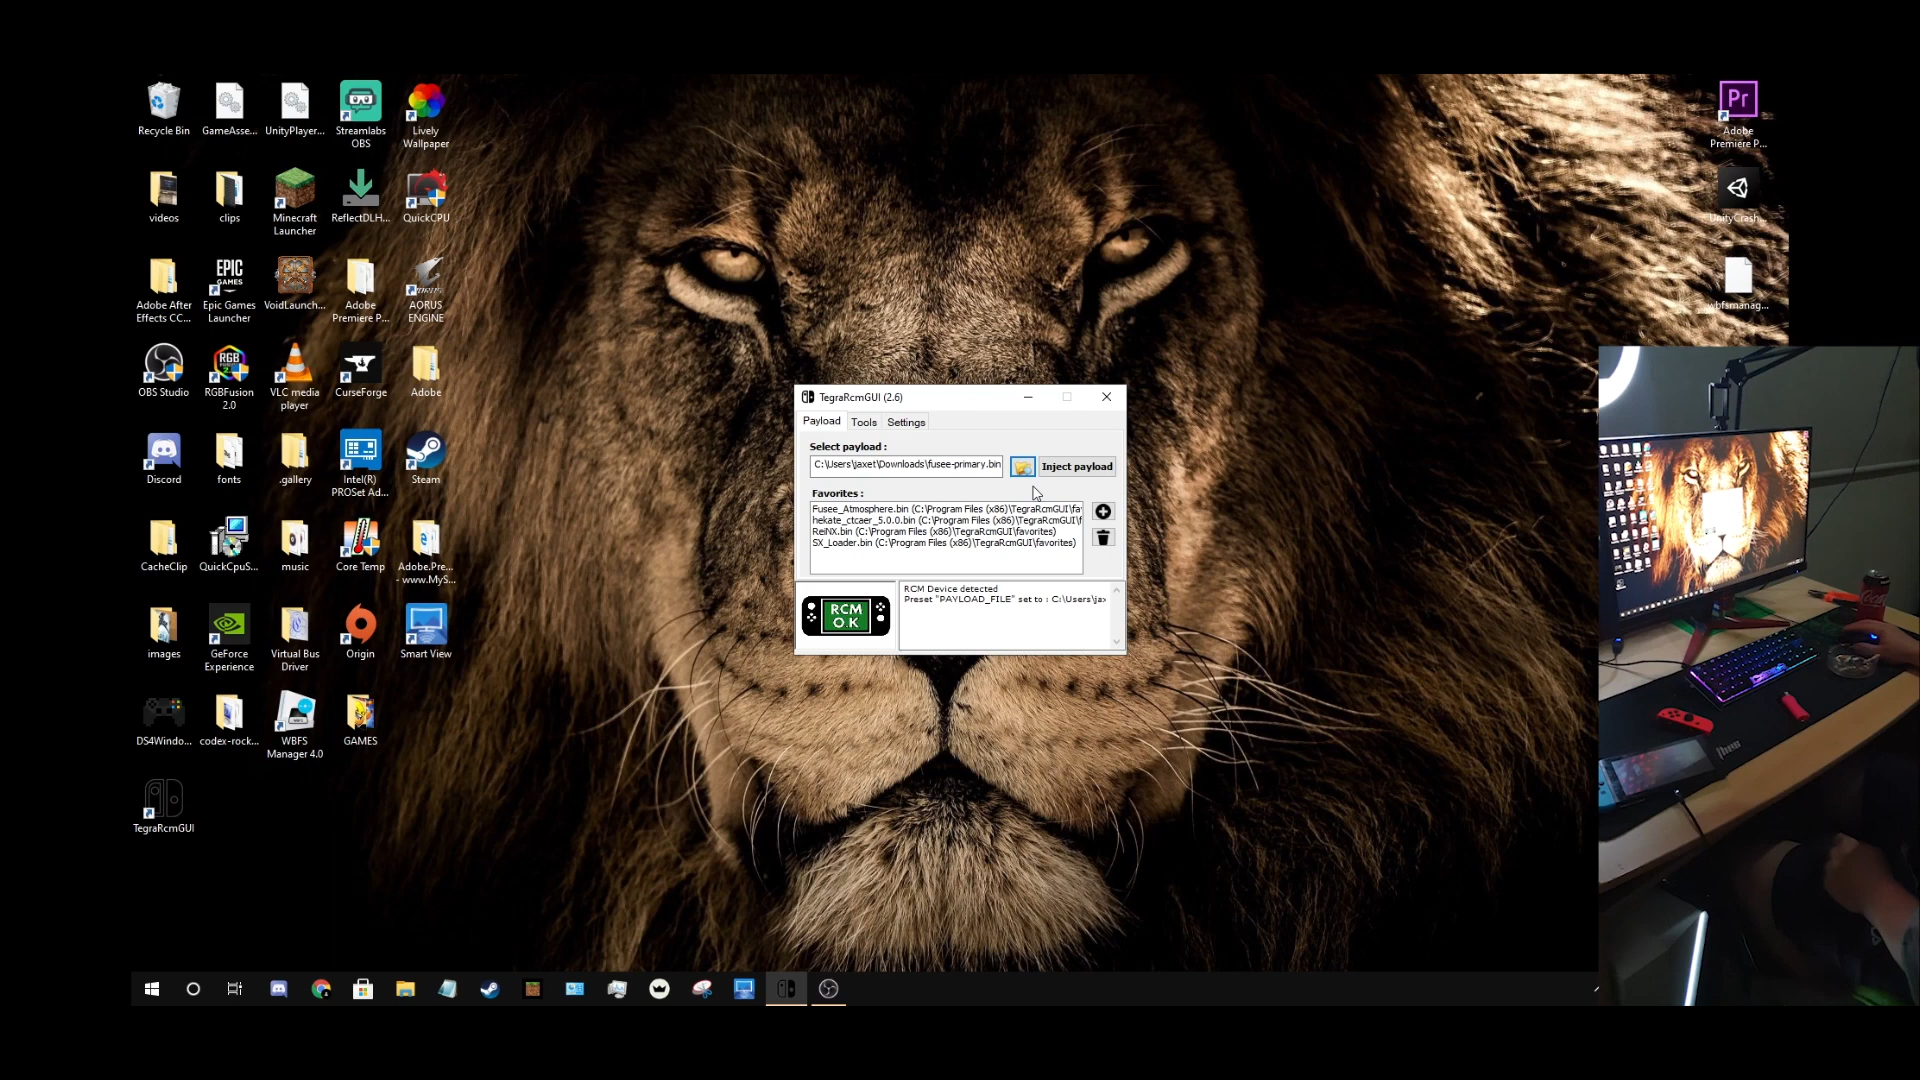 Recycle Bin
GameAsse...
UnityPlayer...
Streamlabs
OBS
Lively
Wallpaper
Pr
Adobe
Premiere P...
videos
clips
Minecraft
Launcher
ReflectDLH...
QuickCPU
UnityCrash...
Adobe After
Effects CC...
EPIC
GAMES
Epic Games
Launcher
VoidLaunch...
Adobe
Premiere P...
AORUS
ENGINE
wbfsmanag...
OBS Studio
RGB
RGBFusion
2.0
VLC media
player
CurseForge
Adobe
TegraRcmGUI (2.6)
Payload
Tools
Settings
Select payload :
C:\Users\jaxet\Downloads\fusee-primary.bin
Inject payload
Favorites :
Fusee_Atmosphere.bin (C:\Program Files (x86)\TegraRcmGUI\fa
hekate_ctcaer_5.0.0.bin (C:\Program Files (x86)\TegraRcmGUI\f
ReiNX.bin (C:\Program Files (x86)\TegraRcmGUI\favorites)
SX_Loader.bin (C:\Program Files (x86)\TegraRcmGUI\favorites)
RCM
O.K
RCM Device detected
Preset "PAYLOAD_FILE" set to : C:\Users\jax
Discord
fonts
.gallery
Intel(R)
PROSet Ad...
Steam
CacheClip
QuickCpuS...
music
Core Temp
Adobe.Pre...
- www.MyS...
images
GeForce
Experience
Virtual Bus
Driver
Origin
Smart View
DS4Windo...
codex-rock...
WBFS
Manager 4.0
GAMES
TegraRcmGUI